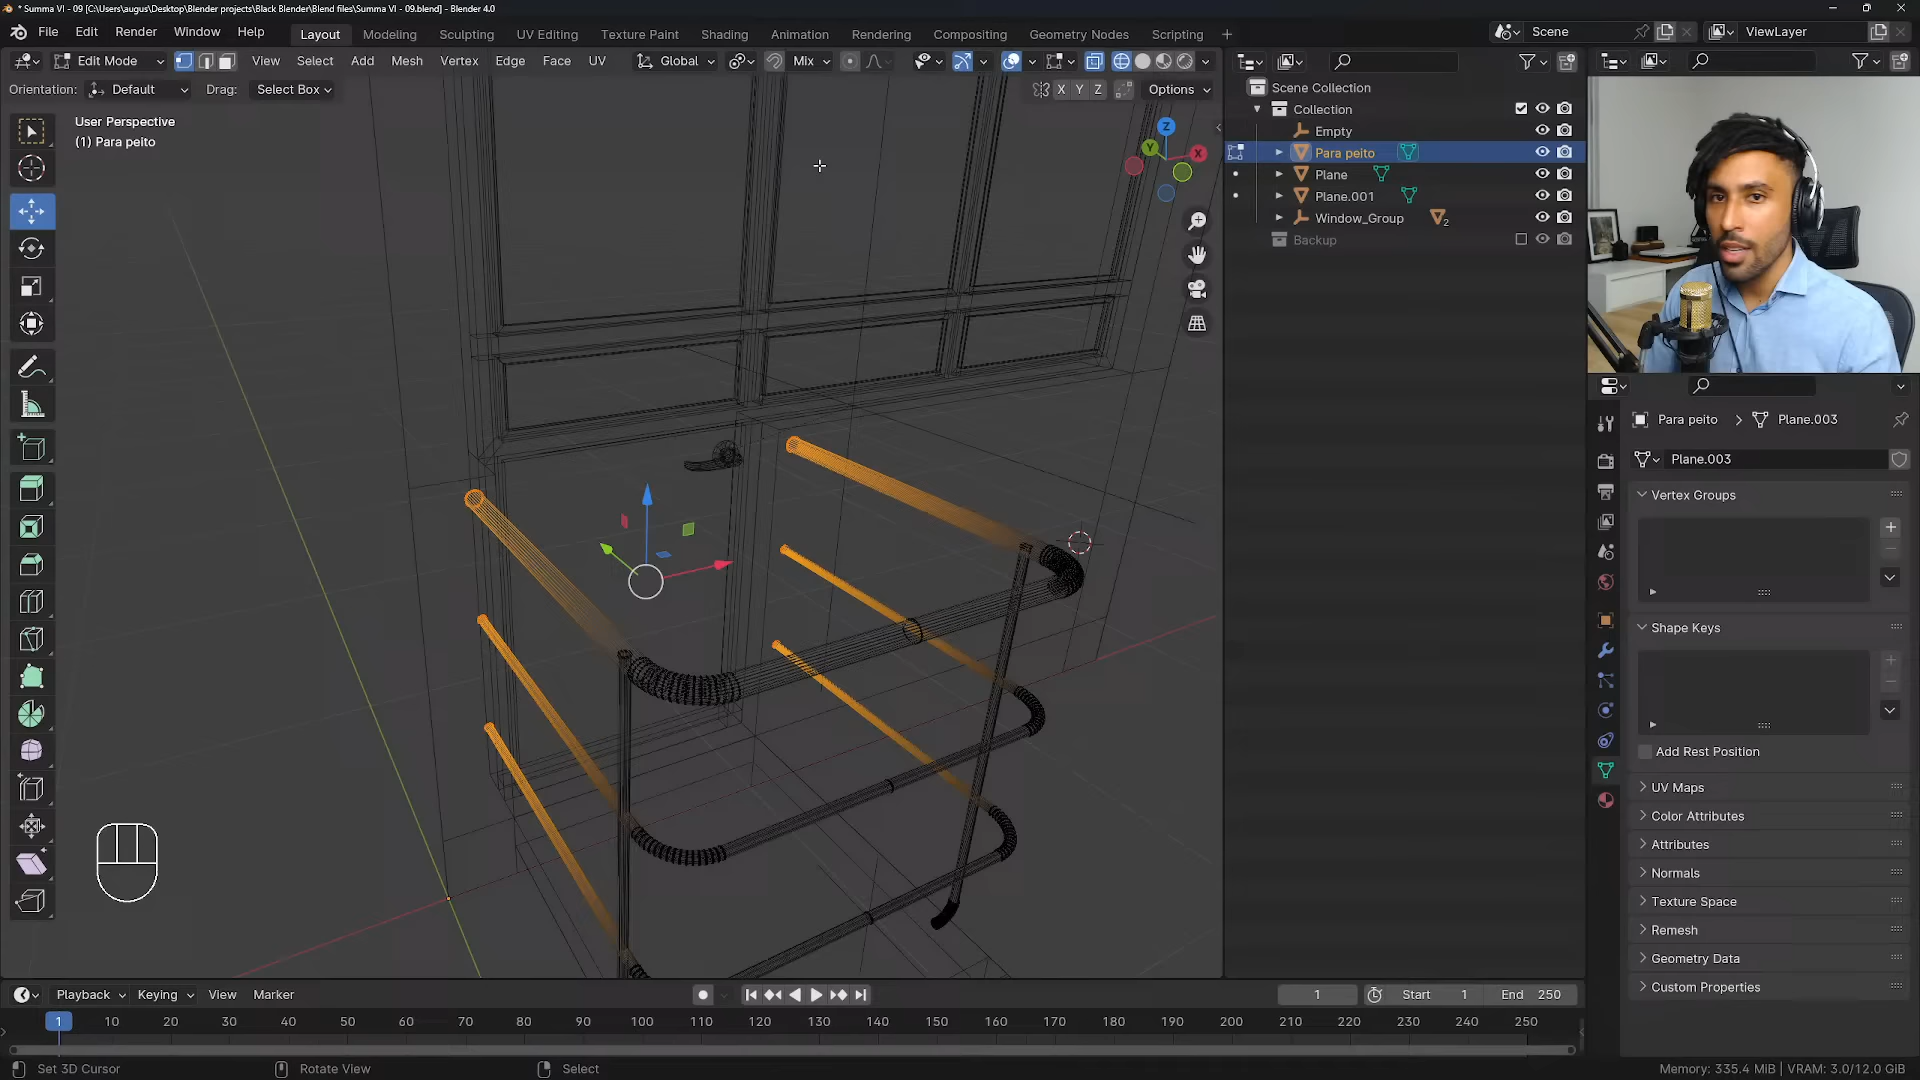 * Summa VI - 09 [C:\Users\augus\Desktop\Blender projects\Black Blender\Blend files\Summa VI - 09.blend] - Blender 4.0
File Edit Render Window Help Layout Modeling Sculpting UV Editing Texture Paint Shading Animation Rendering Compositing Geometry Nodes Scripting + Scene ViewLayer
Edit Mode View Select Add Mesh Vertex Edge Face UV Global Mix
Orientation: Default Drag: Select Box X Y Z Options
User Perspective
(1) Para peito
Z
Y
X
Scene Collection
Collection
Empty
Para peito
Plane
Plane.001
Window_Group 2
Backup
Para peito > Plane.003
Plane.003
Vertex Groups
Shape Keys
Add Rest Position
UV Maps
Color Attributes
Attributes
Normals
Texture Space
Remesh
Geometry Data
Custom Properties
Playback Keying View Marker 1 Start 1 End 250
1 10 20 30 40 50 60 70 80 90 100 110 120 130 140 150 160 170 180 190 200 210 220 230 240 250
Set 3D Cursor Rotate View Select Memory: 335.4 MiB | VRAM: 3.0/12.0 GiB